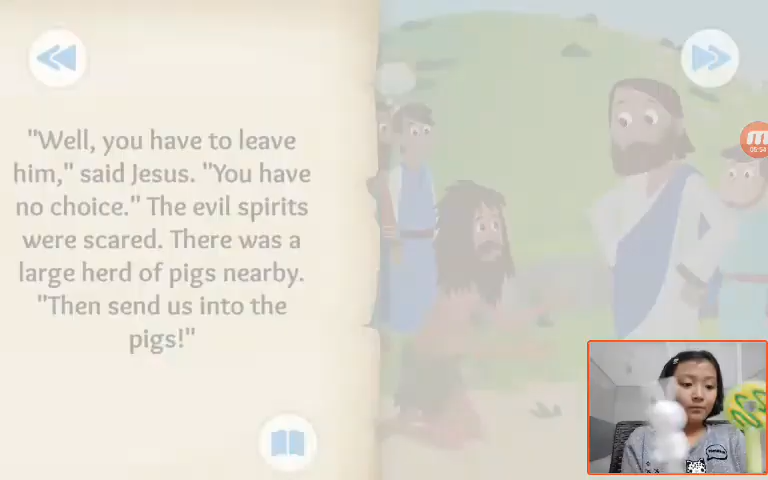 "Well, you have to leave
him," said Jesus. "You have
no choice." The evil spirits
were scared. There was a
large herd of pigs nearby.
"Then send us into the
pigs!"